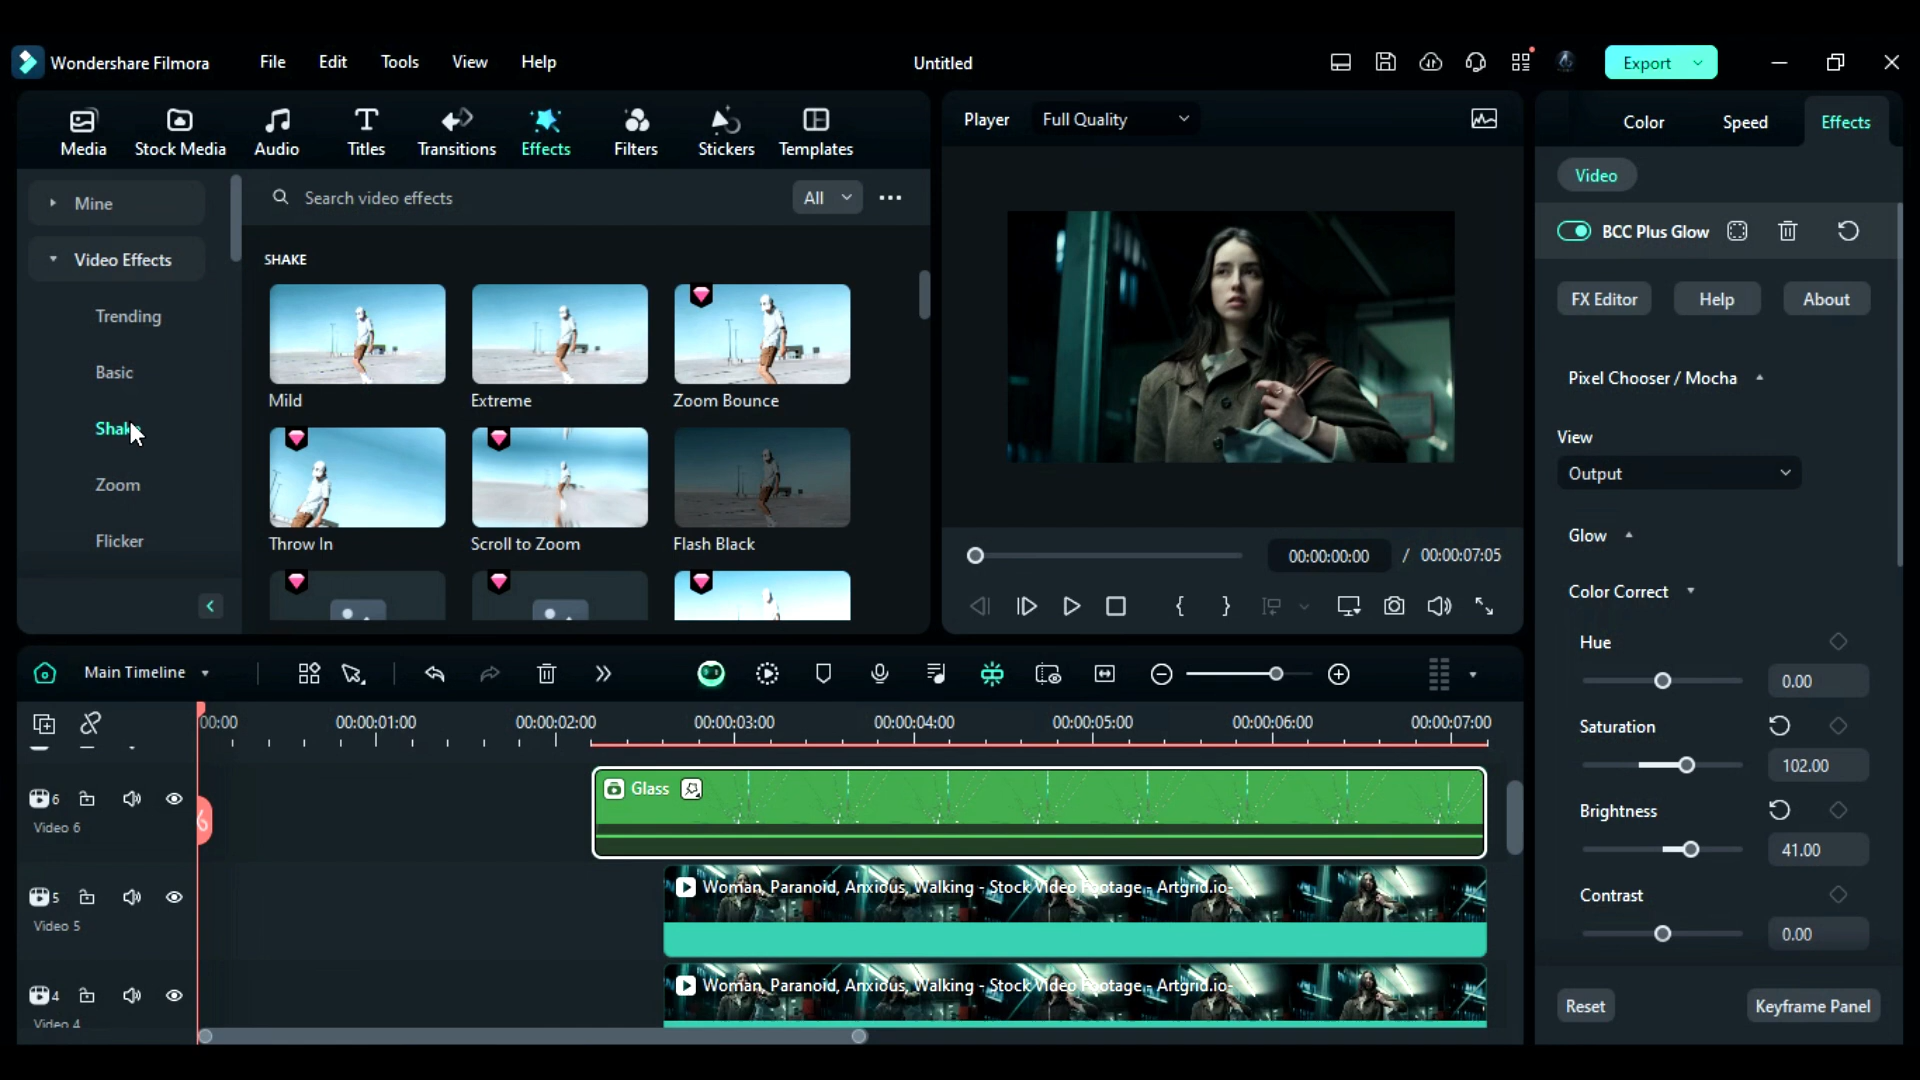 Wondershare Filmora
File
Edit
Tools
View
Help
Untitled
Export
Media
Stock Media
Audio
Titles
Transitions
Effects
Filters
Stickers
Templates
Mine
Video Effects
Trending
Basic
Shake
Zoom
Flicker
Search video effects
All
SHAKE
Mild
Extreme
Zoom Bounce
Throw In
Scroll to Zoom
Flash Black
Player
Full Quality
00:00:00:00 / 00:00:07:05
Color
Speed
Effects
Video
BCC Plus Glow
FX Editor
Help
About
Pixel Chooser / Mocha
View
Output
Glow
Color Correct
Hue
0.00
Saturation
102.00
Brightness
41.00
Contrast
0.00
Reset
Keyframe Panel
Main Timeline
00:00
00:00:01:00
00:00:02:00
00:00:03:00
00:00:04:00
00:00:05:00
00:00:06:00
00:00:07:00
6
Video 6
Glass
5
Video 5
Woman, Paranoid, Anxious, Walking - Stock Video Footage - Artgrid.io-
4
Video 4
Woman, Paranoid, Anxious, Walking - Stock Video Footage - Artgrid.io-